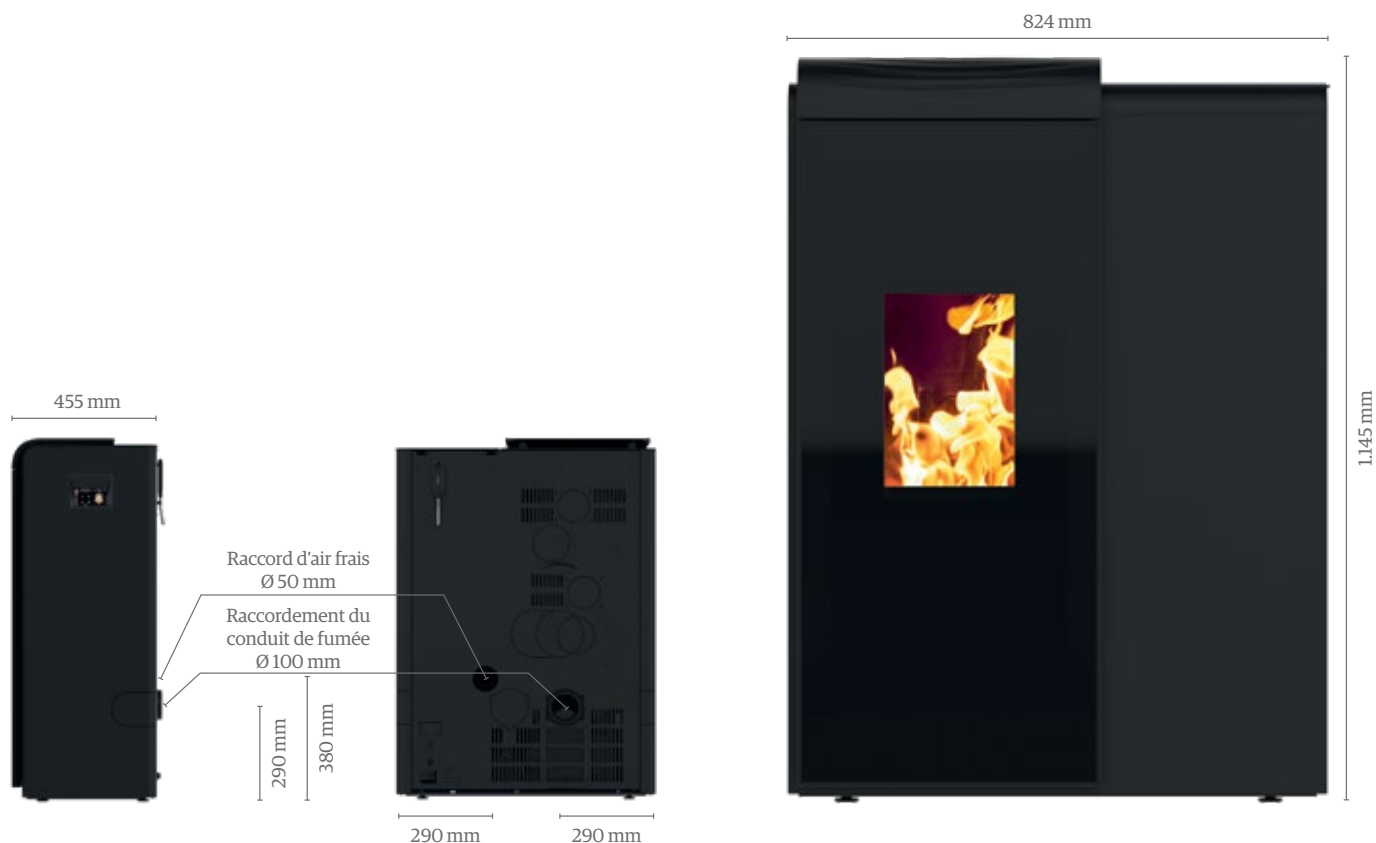 824 mm
1.145 mm
455 mm
Raccord d'air frais
Ø 50 mm
Raccordement du
conduit de fumée
Ø 100 mm
290 mm
380 mm
290 mm
290 mm